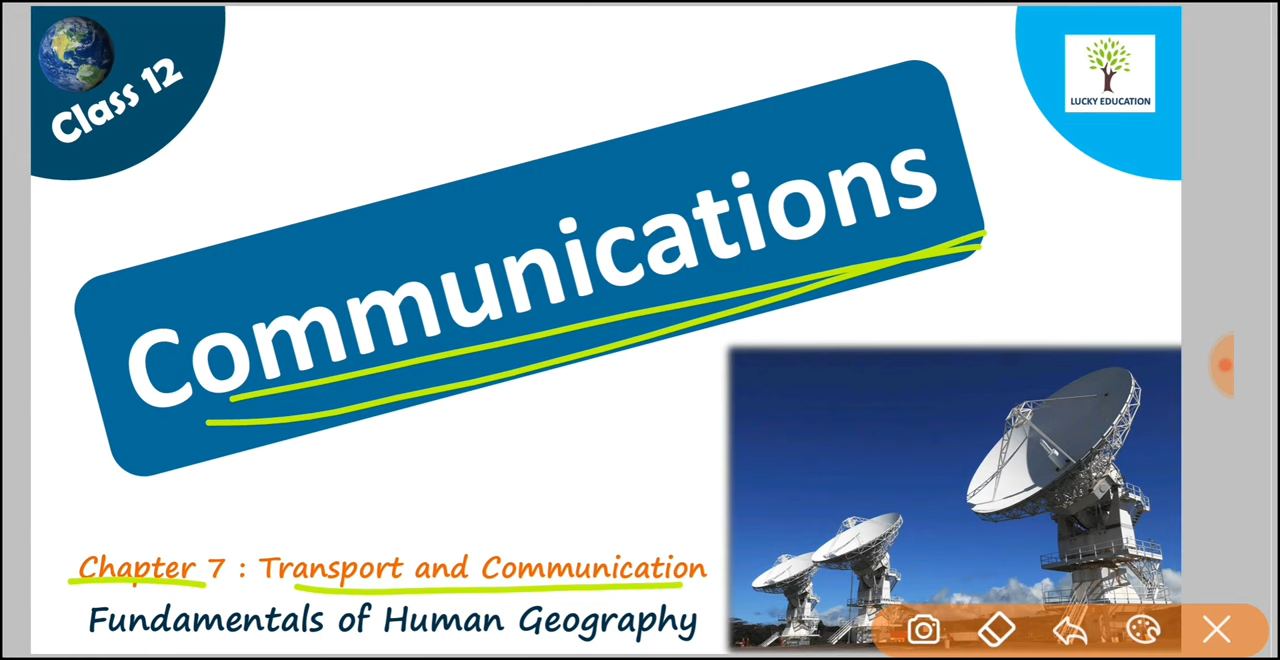 Class 12
LUCKY EDUCATION
Communications
Chapter 7 : Transport and Communication
Fundamentals of Human Geography